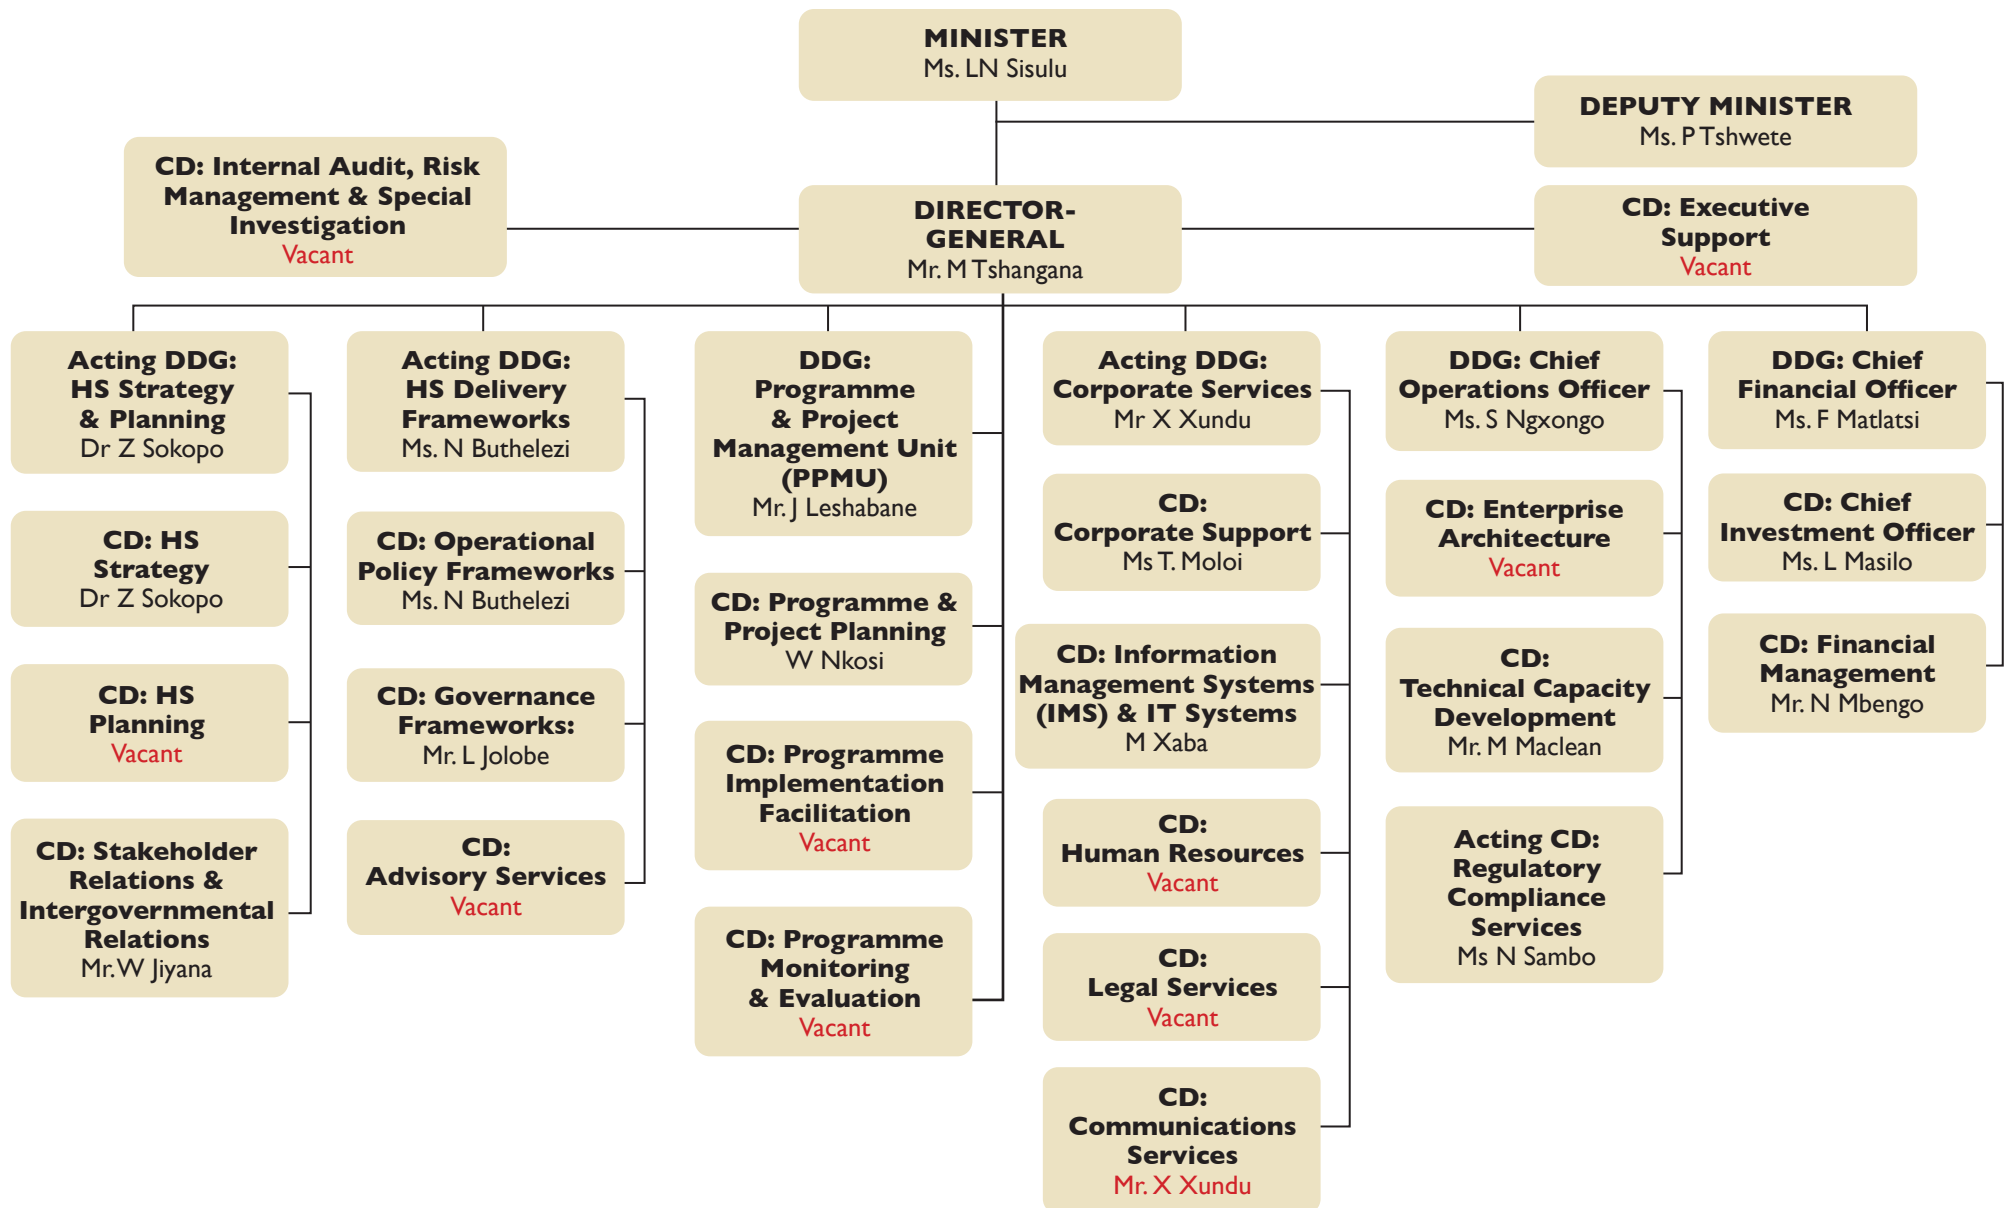 MINISTER
Ms. LN Sisulu
DEPUTY MINISTER
Ms. P Tshwete
CD: Internal Audit, Risk
Management & Special
Investigation
Vacant
DIRECTOR-
GENERAL
Mr. M Tshangana
CD: Executive
Support
Vacant
Acting DDG:
HS Strategy
& Planning
Dr Z Sokopo
CD: HS
Strategy
Dr Z Sokopo
CD: HS
Planning
Vacant
CD: Stakeholder
Relations &
Intergovernmental
Relations
Mr. W Jiyana
Acting DDG:
HS Delivery
Frameworks
Ms. N Buthelezi
CD: Operational
Policy Frameworks
Ms. N Buthelezi
CD: Governance
Frameworks:
Mr. L Jolobe
CD:
Advisory Services
Vacant
DDG:
Programme
& Project
Management Unit
(PPMU)
Mr. J Leshabane
CD: Programme &
Project Planning
W Nkosi
CD: Programme
Implementation
Facilitation
Vacant
CD: Programme
Monitoring
& Evaluation
Vacant
Acting DDG:
Corporate Services
Mr X Xundu
CD:
Corporate Support
Ms T. Moloi
CD: Information
Management Systems
(IMS) & IT Systems
M Xaba
CD:
Human Resources
Vacant
CD:
Legal Services
Vacant
CD:
Communications
Services
Mr. X Xundu
DDG: Chief
Operations Officer
Ms. S Ngxongo
CD: Enterprise
Architecture
Vacant
CD:
Technical Capacity
Development
Mr. M Maclean
Acting CD:
Regulatory
Compliance
Services
Ms N Sambo
DDG: Chief
Financial Officer
Ms. F Matlatsi
CD: Chief
Investment Officer
Ms. L Masilo
CD: Financial
Management
Mr. N Mbengo